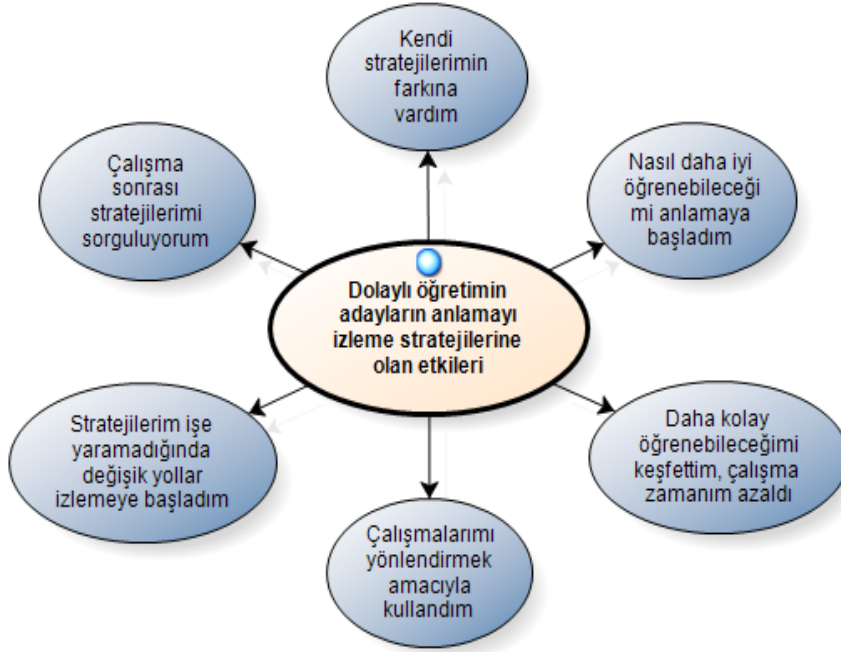 Kendi
stratejilerimin
farkına
vardım
Çalışma
sonrası
stratejilerimi
sorguluyorum
Nasıl daha iyi
öğrenebileceği
mi anlamaya
başladım
Dolaylı öğretimin
adayların anlamayı
izleme stratejilerine
olan etkileri
Stratejilerim işe
yaramadığında
değişik yollar
izlemeye başladım
Daha kolay
öğrenebileceğimi
keşfettim, çalışma
zamanım azaldı
Çalışmalarımı
yönlendirmek
amacıyla
kullandım